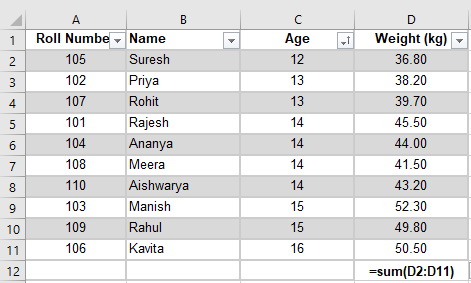 A B C D
1 Roll Numbe Name Age Weight (kg)
2 105 Suresh 12 36.80
3 102 Priya 13 38.20
4 107 Rohit 13 39.70
5 101 Rajesh 14 45.50
6 104 Ananya 14 44.00
7 108 Meera 14 41.50
8 110 Aishwarya 14 43.20
9 103 Manish 15 52.30
10 109 Rahul 15 49.80
11 106 Kavita 16 50.50
12 =sum(D2:D11)